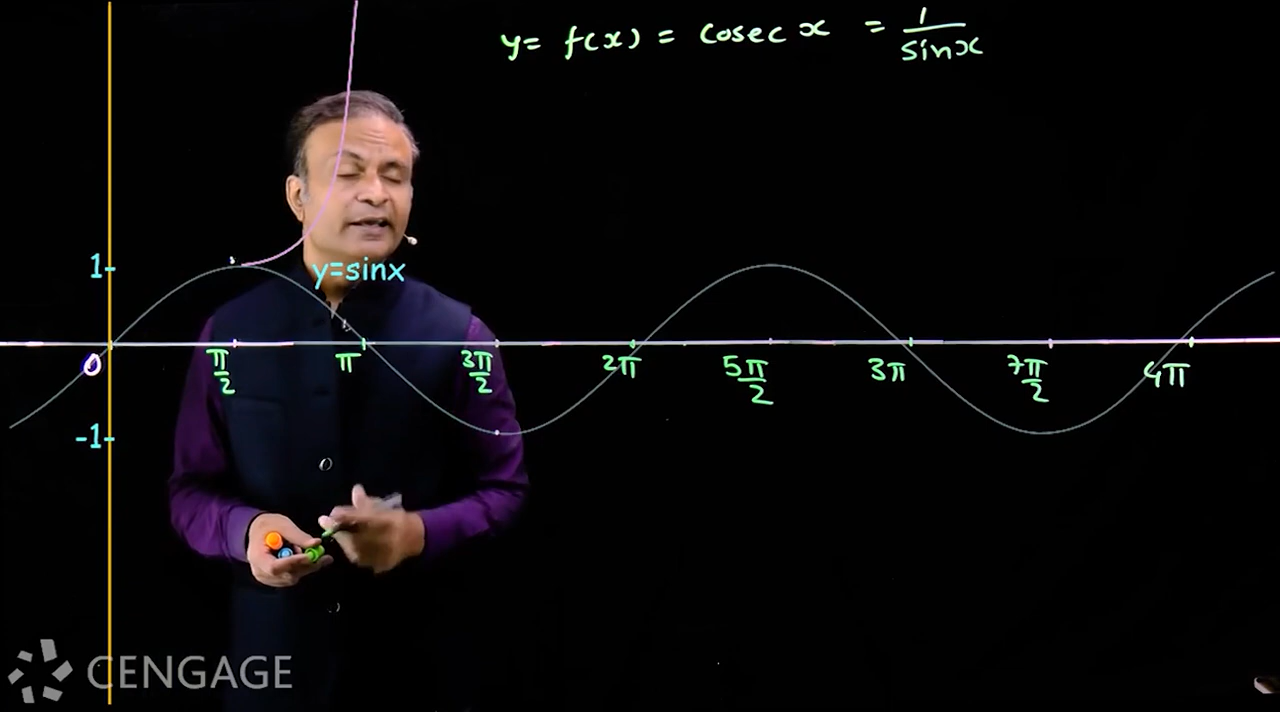 y = f(x) = cosec x = 1/sinx
1
y=sinx
0 π/2 π 3π/2 2π 5π/2 3π 7π/2 4π
-1
CENGAGE